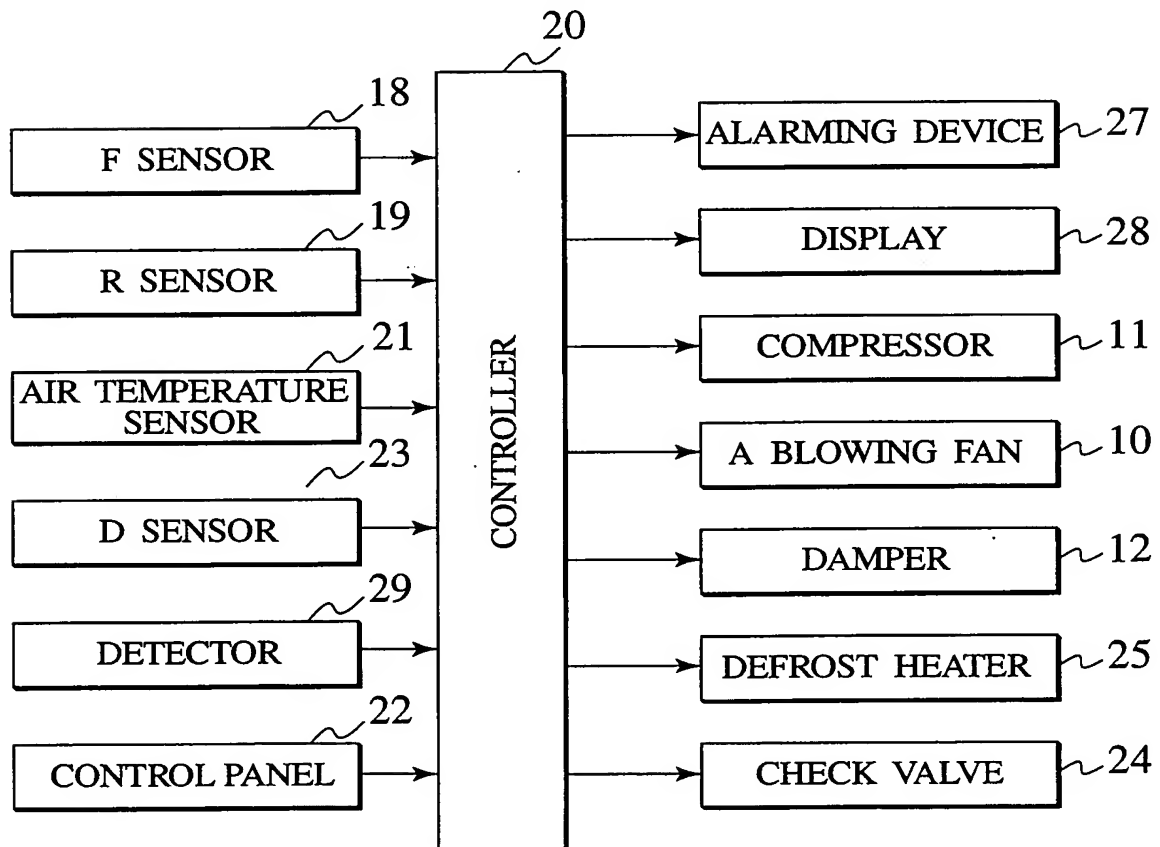 20
18
F SENSOR
19
R SENSOR
21
AIR TEMPERATURE
SENSOR
23
D SENSOR
29
DETECTOR
22
CONTROL PANEL
CONTROLLER
ALARMING DEVICE
27
DISPLAY
28
COMPRESSOR
11
A BLOWING FAN
10
DAMPER
12
DEFROST HEATER
25
CHECK VALVE
24